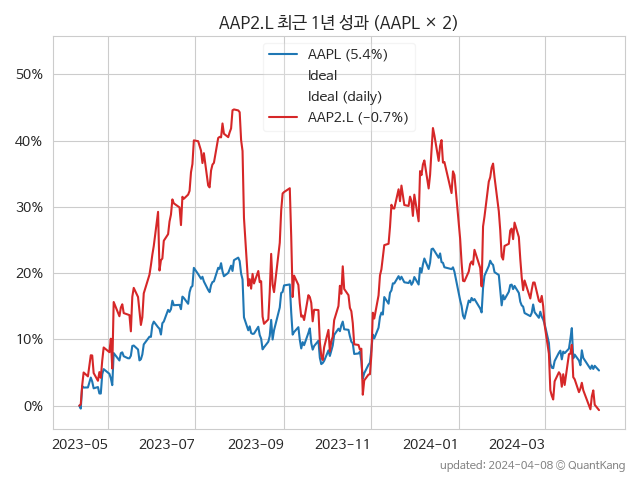 AAP2.L 최근 1년 성과 (AAPL × 2)
AAPL (5.4%)
Ideal
Ideal (daily)
AAP2.L (−0.7%)
50%
40%
30%
20%
10%
0%
2023-05 2023-07 2023-09 2023-11 2024-01 2024-03
updated: 2024-04-08 © QuantKang